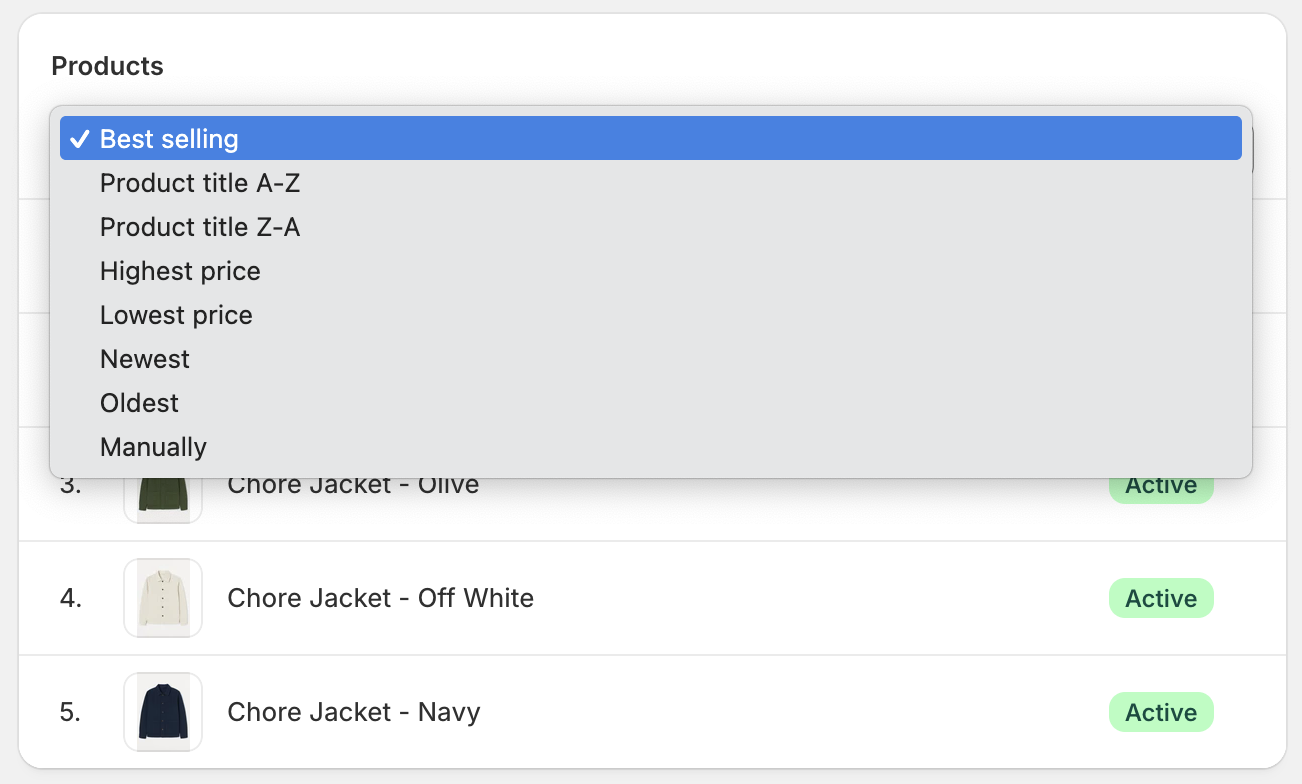 Products
✓ Best selling
Product title A-Z
Product title Z-A
Highest price
Lowest price
Newest
Oldest
Manually
3. Chore Jacket - Olive Active
4. Chore Jacket - Off White Active
5. Chore Jacket - Navy Active